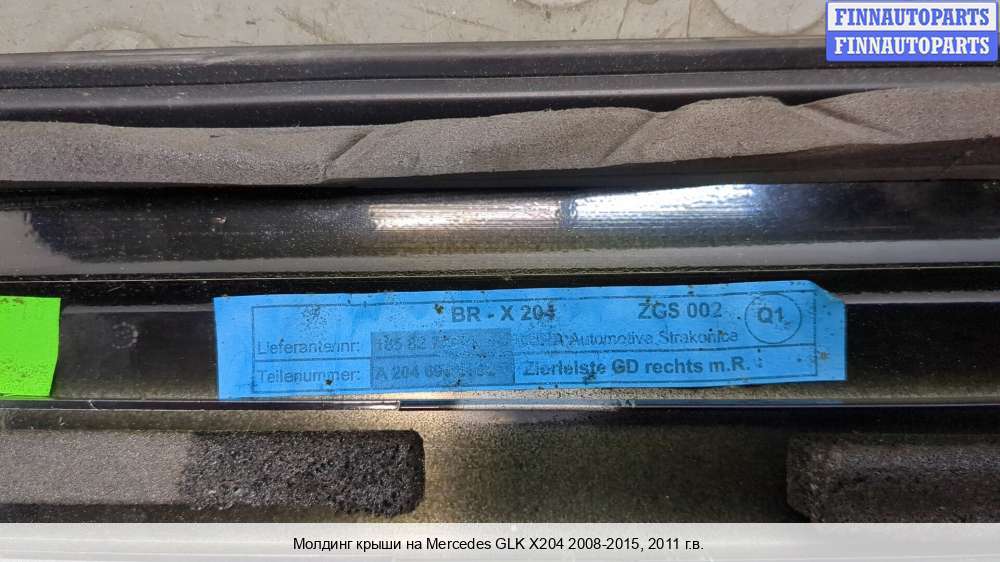 FINNAUTOPARTS
FINNAUTOPARTS
BR - X 204 ZGS 002 Q1
Lieferantennr: Automotive Strakonice
Teilenummer: A 204 Zierleiste GD rechts m.R.
Молдинг крыши на Mercedes GLK X204 2008-2015, 2011 г.в.